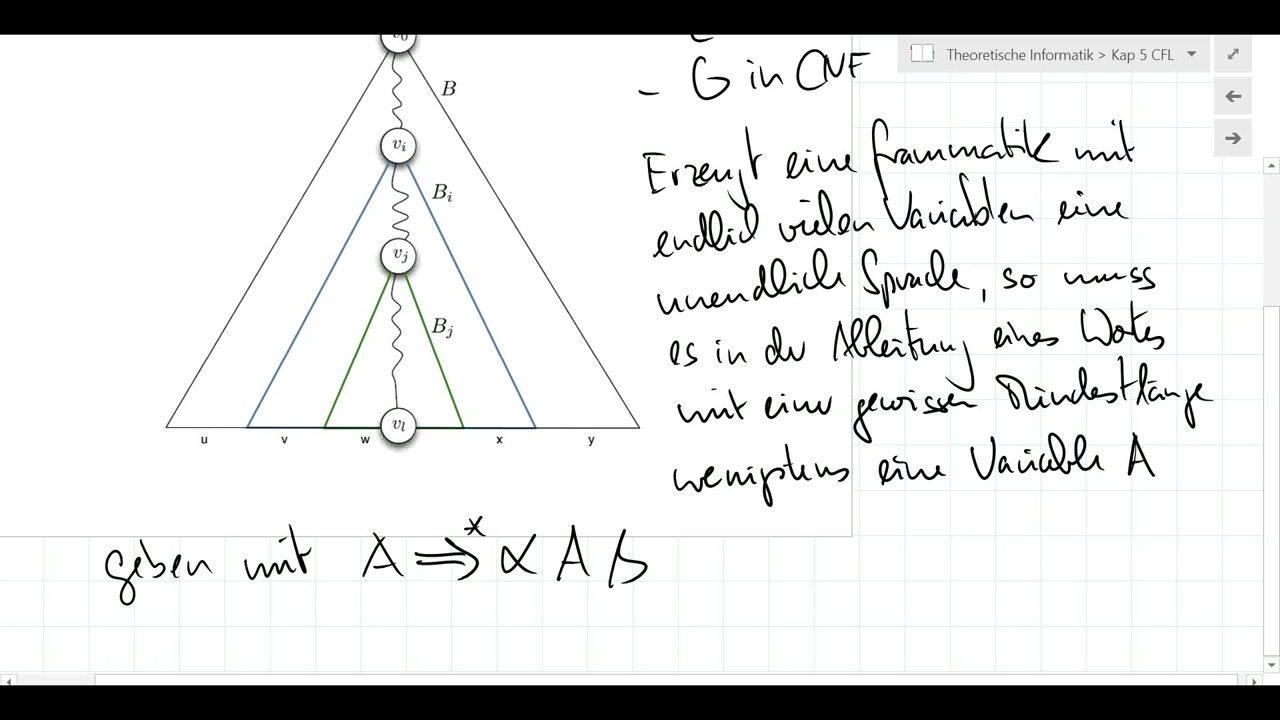 Theoretische Informatik > Kap 5 CFL
v0
B
- G in CNF
vi
Bi
vj
Bj
vl
u v w x y
Erzeugt eine Grammatik mit
endlich vielen Variablen eine
unendliche Sprache, so muss
es in der Ableitung eines Wortes
mit einer gewissen Mindestlänge
wenigstens eine Variable A
geben mit A ⇒* α A β